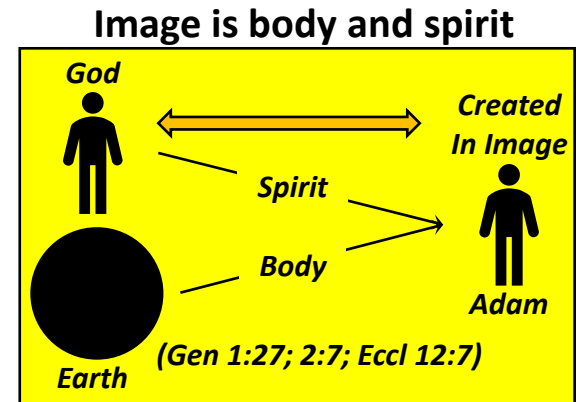 Image is body and spirit
God
Created
In Image
Spirit
Body
Adam
(Gen 1:27; 2:7; Eccl 12:7)
Earth